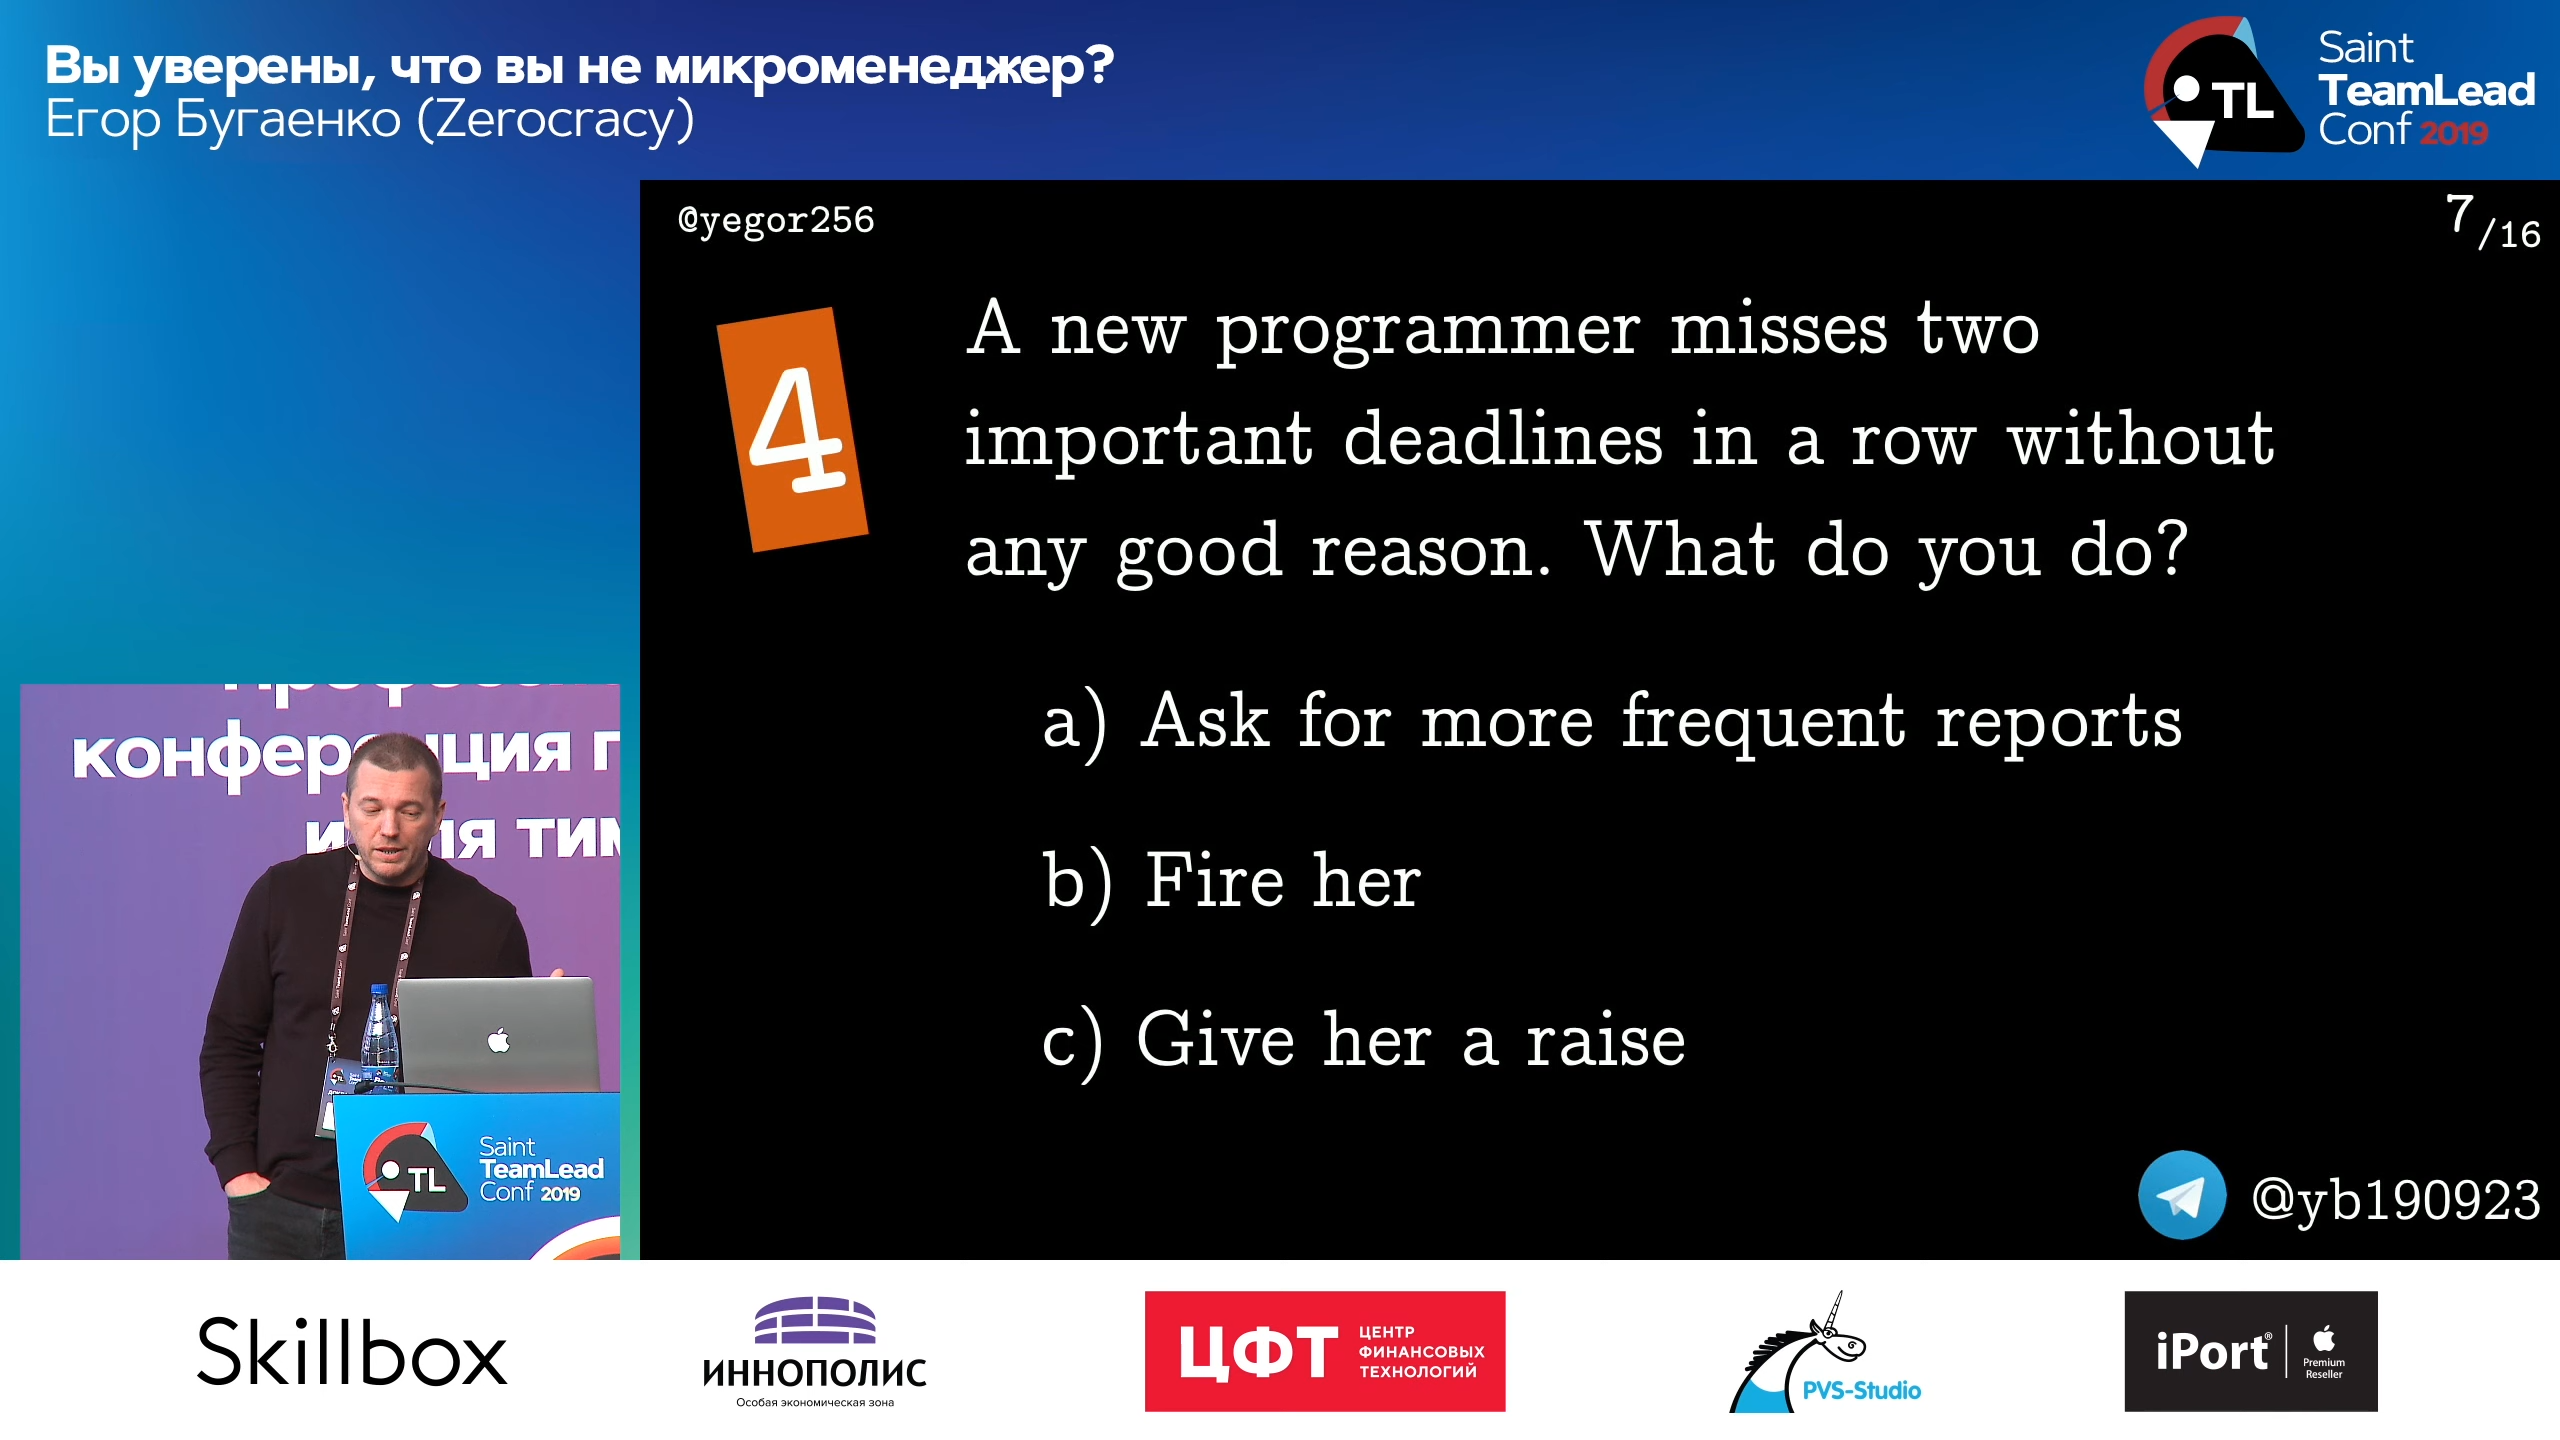 Вы уверены, что вы не микроменеджер?
Егор Бугаенко (Zerocracy)
TL
Saint
TeamLead
Conf 2019
@yegor256
7/16
4
A new programmer misses two
important deadlines in a row without
any good reason. What do you do?
a) Ask for more frequent reports
b) Fire her
c) Give her a raise
@yb190923
конференция
TL
Saint
TeamLead
Conf 2019
Skillbox
ИННОПОЛИС
Особая экономическая зона
ЦФТ
ЦЕНТР
ФИНАНСОВЫХ
ТЕХНОЛОГИЙ
PVS-Studio
iPort®
Premium
Reseller